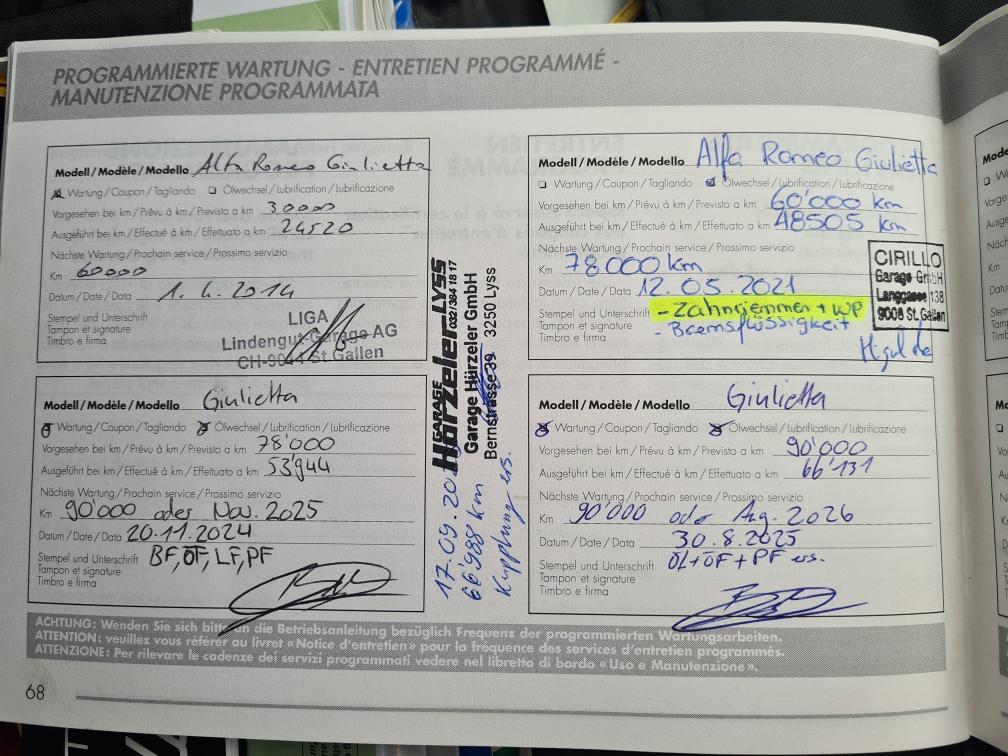 PROGRAMMIERTE WARTUNG - ENTRETIEN PROGRAMMÉ -
MANUTENZIONE PROGRAMMATA
Modell/Modèle/Modello Alfa Romeo Giulietta
Wartung/Coupon/Tagliando Ölwechsel/Lubrification/Lubrificazione
Vorgesehen bei km/Prévu à km/Previsto a km 30000
Ausgeführt bei km/Effectué à km/Effettuato a km 24520
Nächste Wartung/Prochain service/Prossimo servizio
Km 60000
Datum/Date/Data 1.4.2014
Stempel und Unterschrift
Tampon et signature
Timbro e firma
LIGA
Lindengut-Garage AG
CH-9011 St Gallen
Modell/Modèle/Modello Alfa Romeo Giulietta
Wartung/Coupon/Tagliando Ölwechsel/Lubrification/Lubrificazione
Vorgesehen bei km/Prévu à km/Previsto a km 60'000 km
Ausgeführt bei km/Effectué à km/Effettuato a km 48505 km
Nächste Wartung/Prochain service/Prossimo servizio
Km 78000km
Datum/Date/Data 12.05.2021
Stempel und Unterschrift - Zahnriemmen + WP
Tampon et signature Bremsflüssigkeit
Timbro e firma
CIRILLO
Garage GmbH
Langgasse 138
9008 St. Gallen
Modell/Modèle/Modello Giulietta
Wartung/Coupon/Tagliando Ölwechsel/Lubrification/Lubrificazione
Vorgesehen bei km/Prévu à km/Previsto a km 78'000
Ausgeführt bei km/Effectué à km/Effettuato a km 53'944
Nächste Wartung/Prochain service/Prossimo servizio
Km 90'000 oder Nov. 2025
Datum/Date/Data 20.11.2024
Stempel und Unterschrift BF, ÖF, LF, PF
Tampon et signature
Timbro e firma
GARAGE
HürzelerLYSS
032/384 18 17
Garage Hürzeler GmbH
Bernstrasse 39 3250 Lyss
17.09.20
66'988 km
Kupplung ers.
Modell/Modèle/Modello Giulietta
Wartung/Coupon/Tagliando Ölwechsel/Lubrification/Lubrificazione
Vorgesehen bei km/Prévu à km/Previsto a km 90'000
Ausgeführt bei km/Effectué à km/Effettuato a km 66'131
Nächste Wartung/Prochain service/Prossimo servizio
Km 90'000 oder Aug. 2026
Datum/Date/Data 30.8.2025
Stempel und Unterschrift Öl+ÖF+PF ers.
Tampon et signature
Timbro e firma
ACHTUNG: Wenden Sie sich bitte an die Betriebsanleitung bezüglich Frequenz der programmierten Wartungsarbeiten.
ATTENTION: veuillez vous référer au livret «Notice d'entretien» pour la fréquence des services d'entretien programmés.
ATTENZIONE: Per rilevare le cadenze dei servizi programmati vedere nel libretto di bordo «Uso e Manutenzione».
68